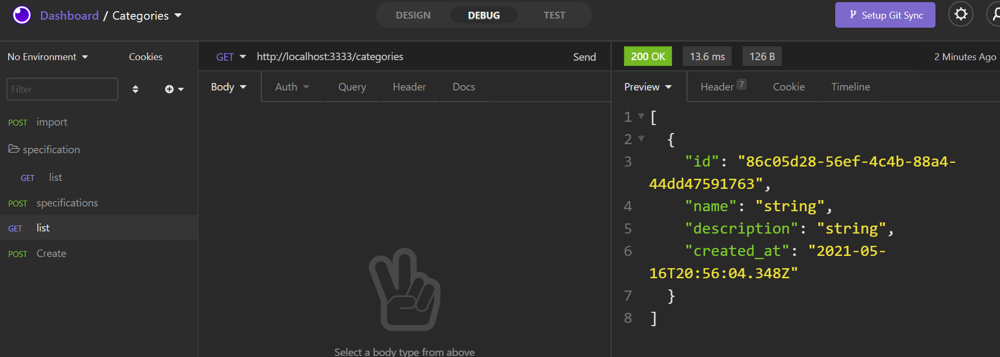 Dashboard / Categories
DESIGN DEBUG TEST
Setup Git Sync
No Environment Cookies
GET http://localhost:3333/categories Send
200 OK 13.6 ms 126 B 2 Minutes Ago
Filter
Body Auth Query Header Docs
Preview Header 7 Cookie Timeline
POST import
specification
GET list
POST specifications
GET list
POST Create
Select a body type from above
1 [
2 {
3 "id": "86c05d28-56ef-4c4b-88a4-
44dd47591763",
4 "name": "string",
5 "description": "string",
6 "created_at": "2021-05-
16T20:56:04.348Z"
7 }
8 ]